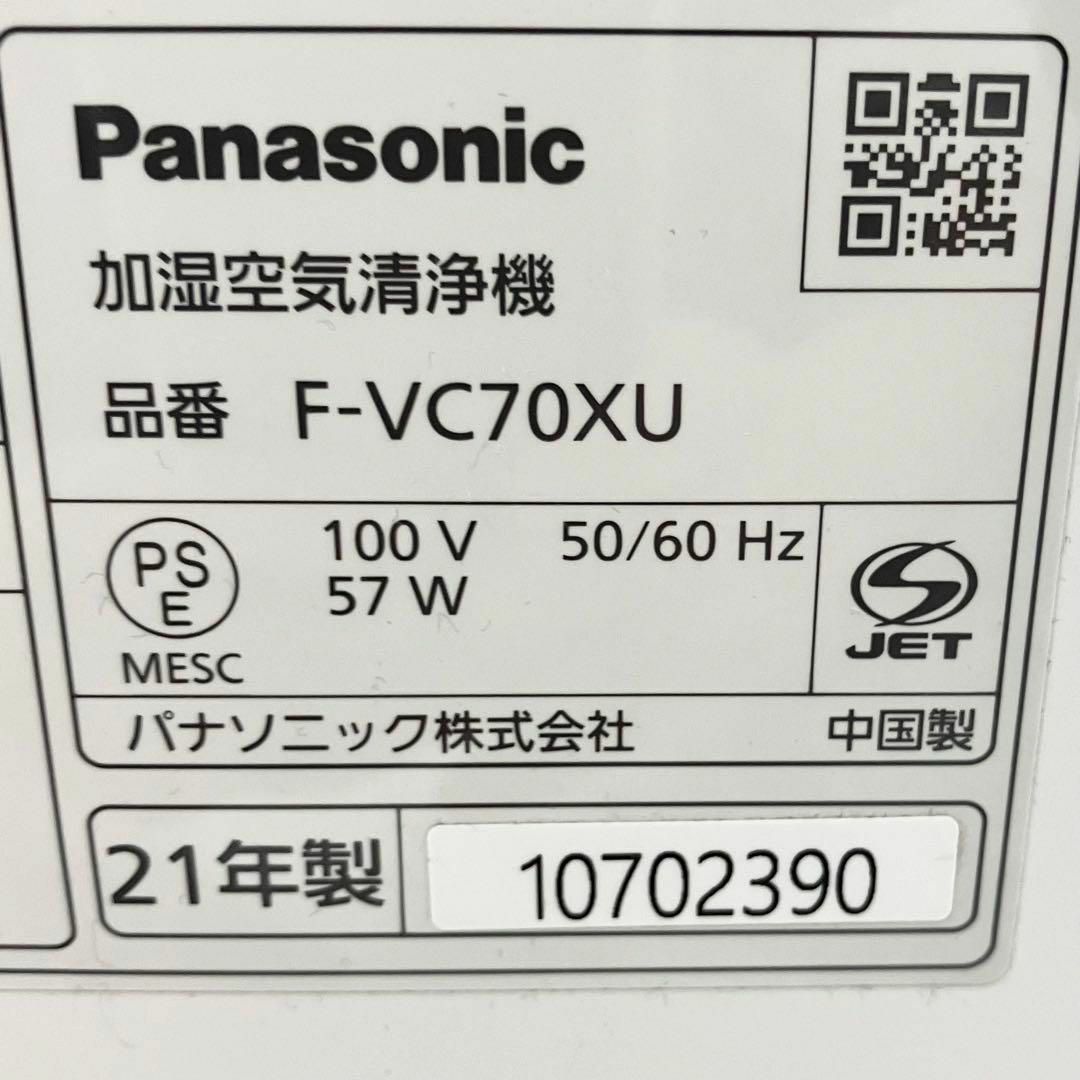 Panasonic
加湿空気清浄機
品番 F-VC70XU
PS
E
MESC
100 V 50/60 Hz
57 W
JET
パナソニック株式会社 中国製
21年製 10702390